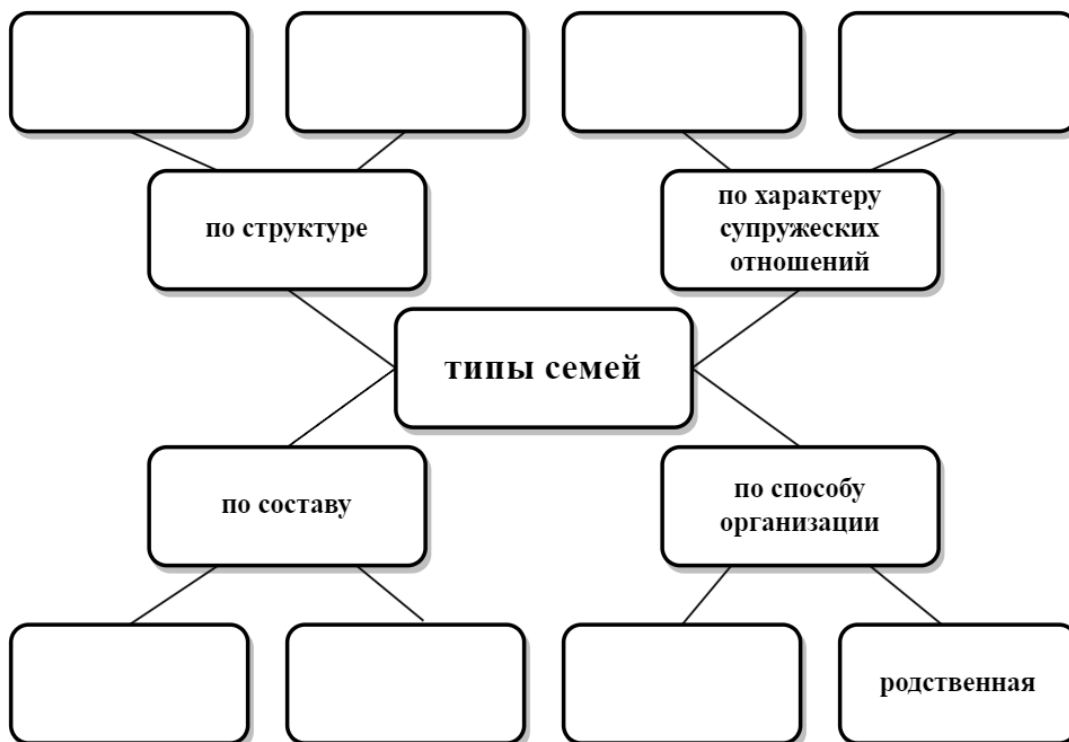 по структуре
по характеру
супружеских
отношений
типы семей
по составу
по способу
организации
родственная